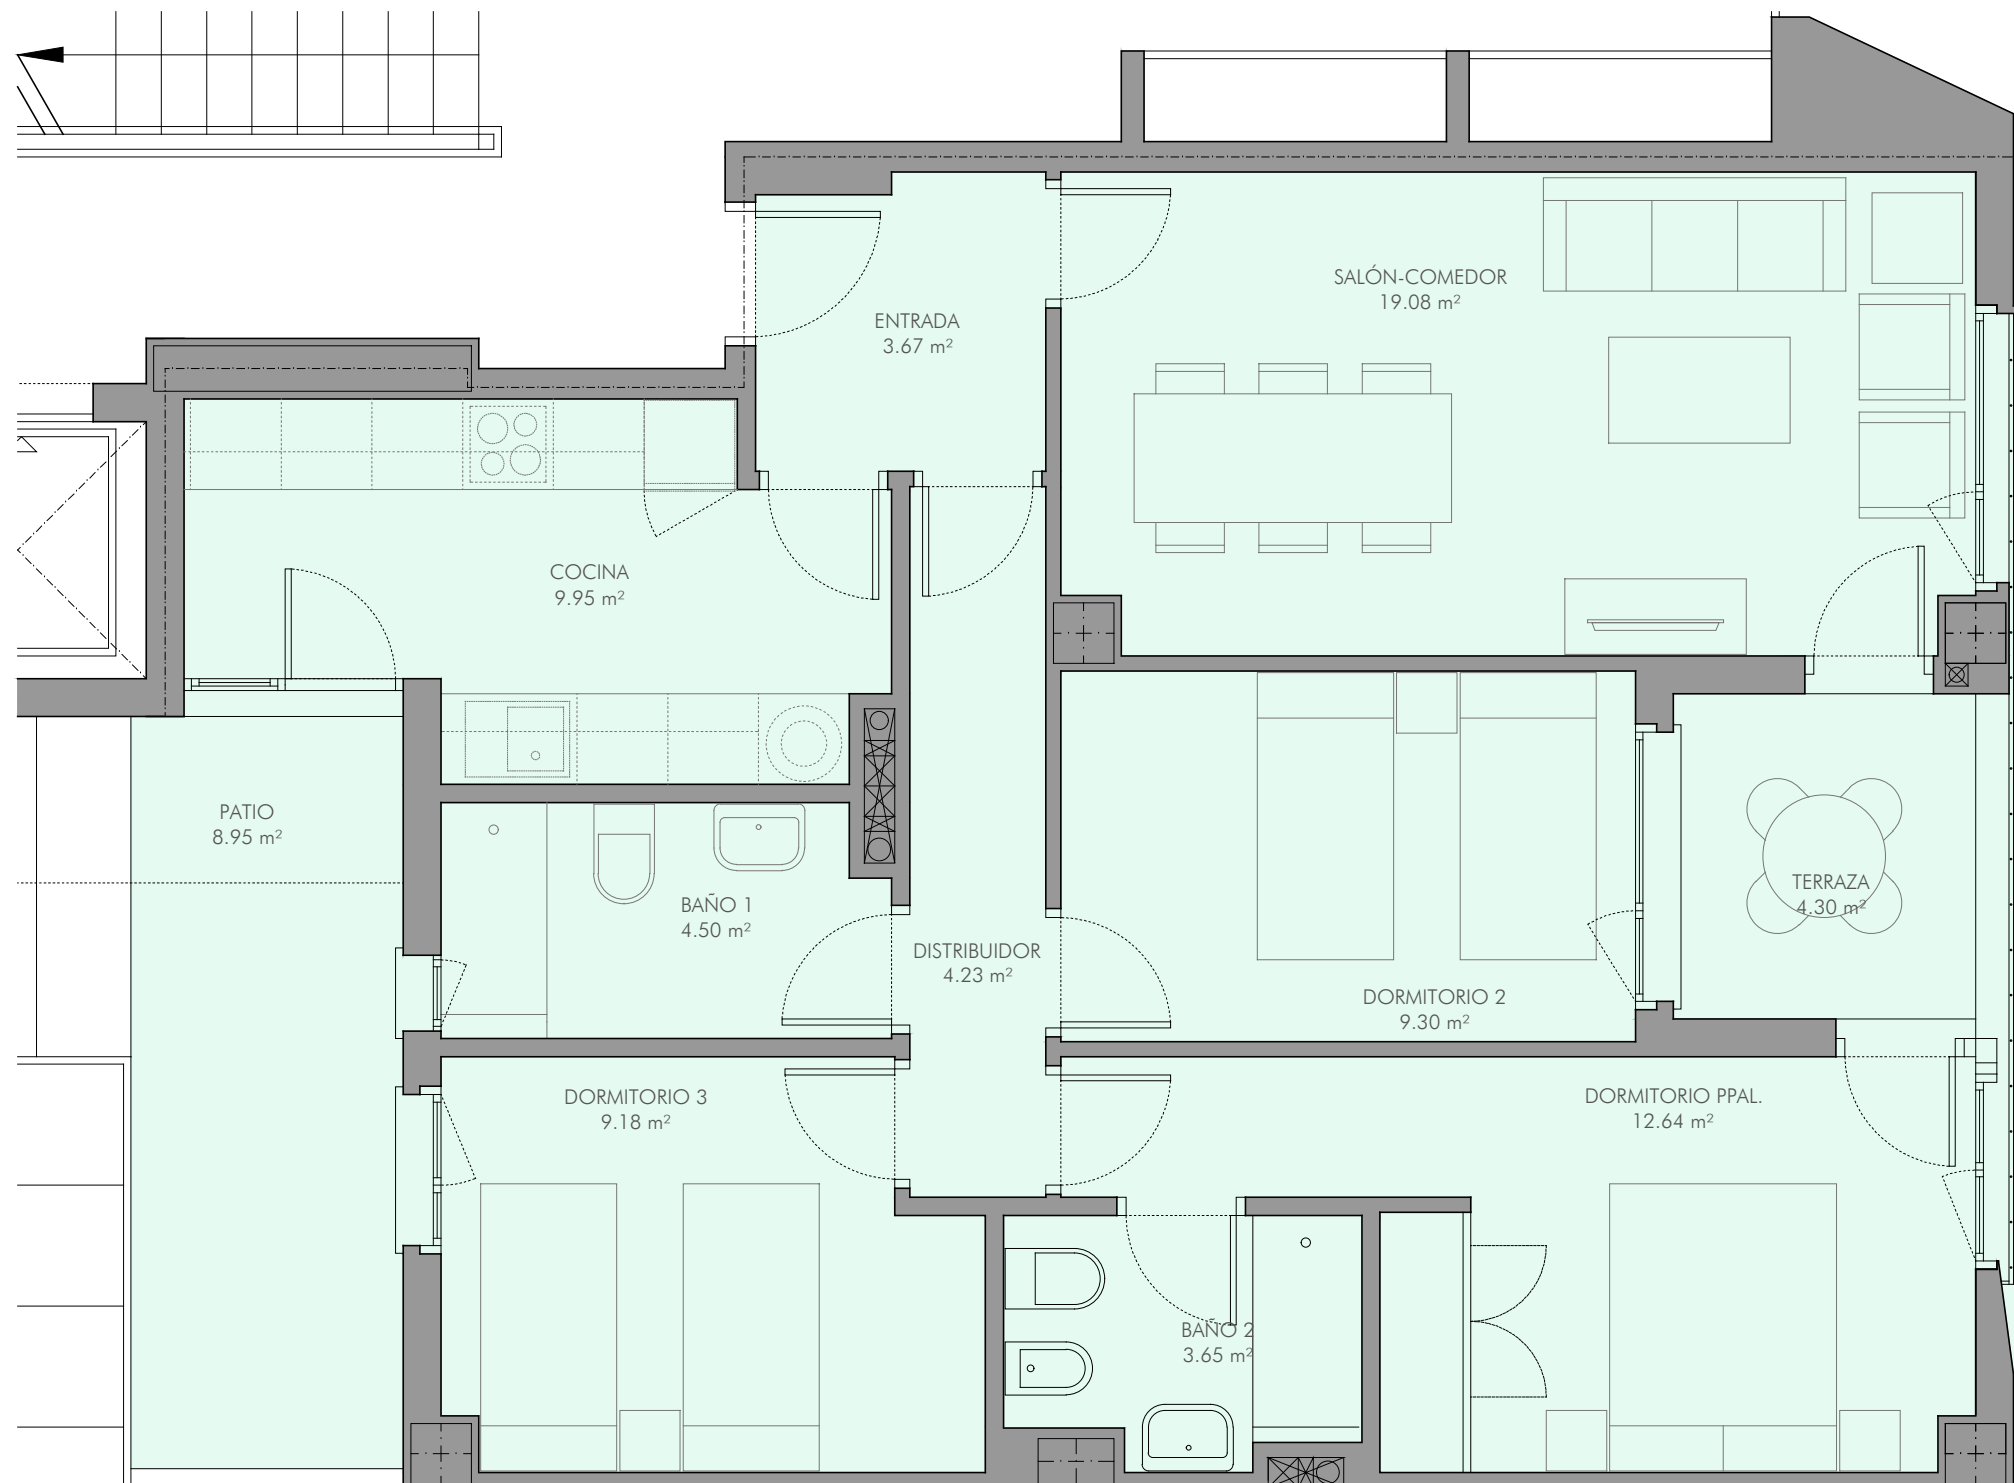 SALÓN-COMEDOR
19.08 m²
ENTRADA
3.67 m²
COCINA
9.95 m²
PATIO
8.95 m²
BAÑO 1
4.50 m²
DISTRIBUIDOR
4.23 m²
TERRAZA
4.30 m²
DORMITORIO 2
9.30 m²
DORMITORIO 3
9.18 m²
DORMITORIO PPAL.
12.64 m²
BAÑO 2
3.65 m²